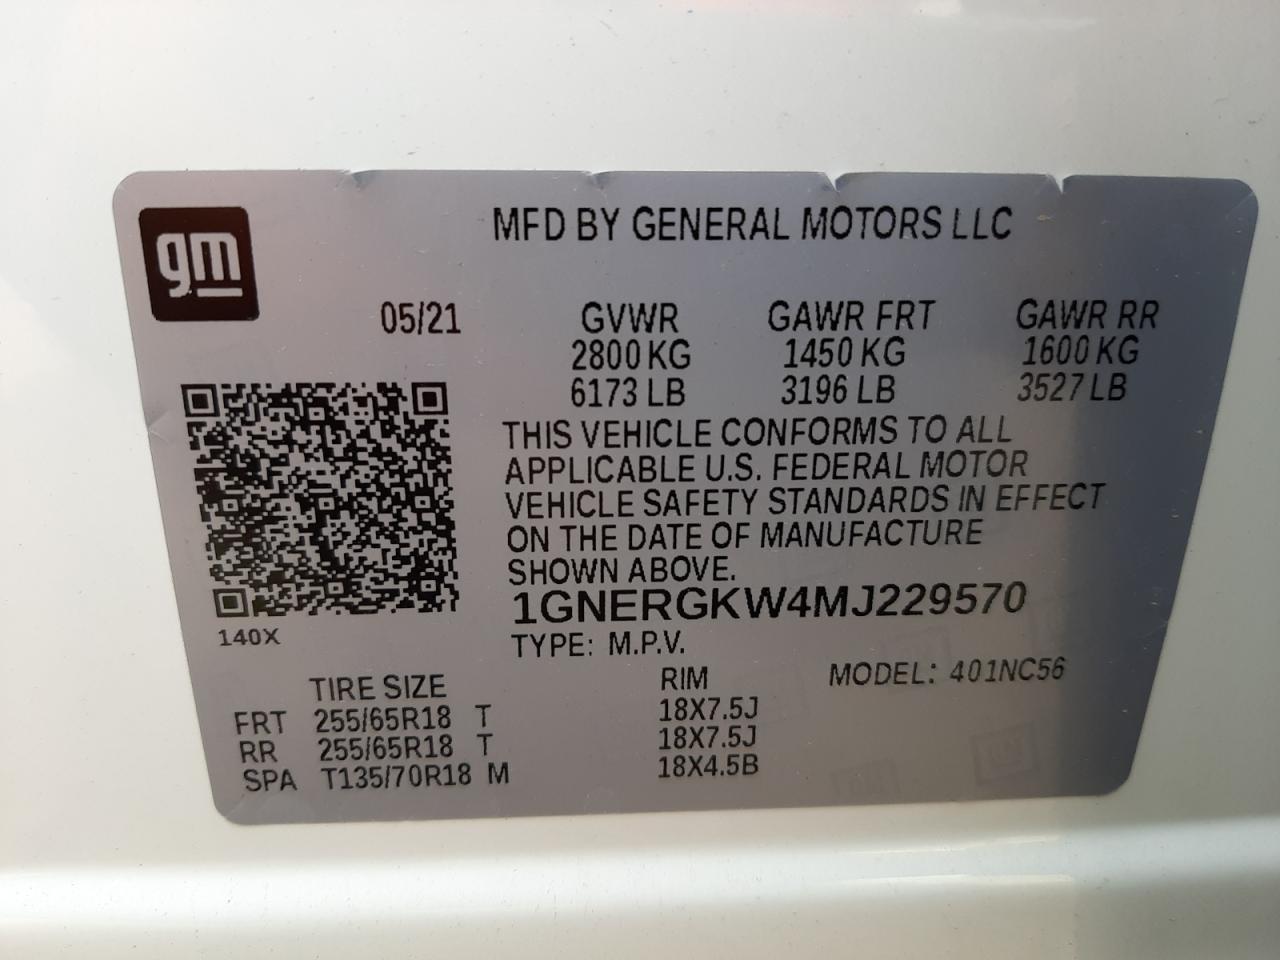 gm
MFD BY GENERAL MOTORS LLC
05/21 GVWR GAWR FRT GAWR RR
2800 KG 1450 KG 1600 KG
6173 LB 3196 LB 3527 LB
THIS VEHICLE CONFORMS TO ALL
APPLICABLE U.S. FEDERAL MOTOR
VEHICLE SAFETY STANDARDS IN EFFECT
ON THE DATE OF MANUFACTURE
SHOWN ABOVE.
1GNERGKW4MJ229570
140X
TYPE: M.P.V.
TIRE SIZE RIM MODEL: 401NC56
FRT 255/65R18 T 18X7.5J
RR 255/65R18 T 18X7.5J
SPA T135/70R18 M 18X4.5B